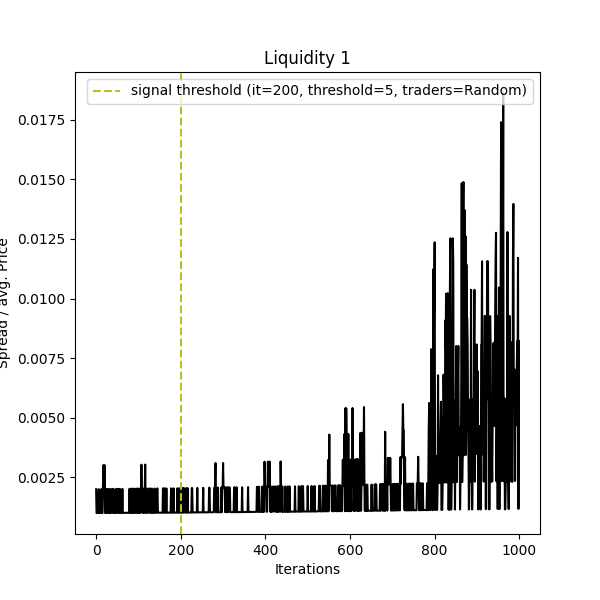 Liquidity 1
signal threshold (it=200, threshold=5, traders=Random)
0.0175
0.0150
0.0125
0.0100
0.0075
0.0050
0.0025
Spread / avg. Price
0 200 400 600 800 1000
Iterations